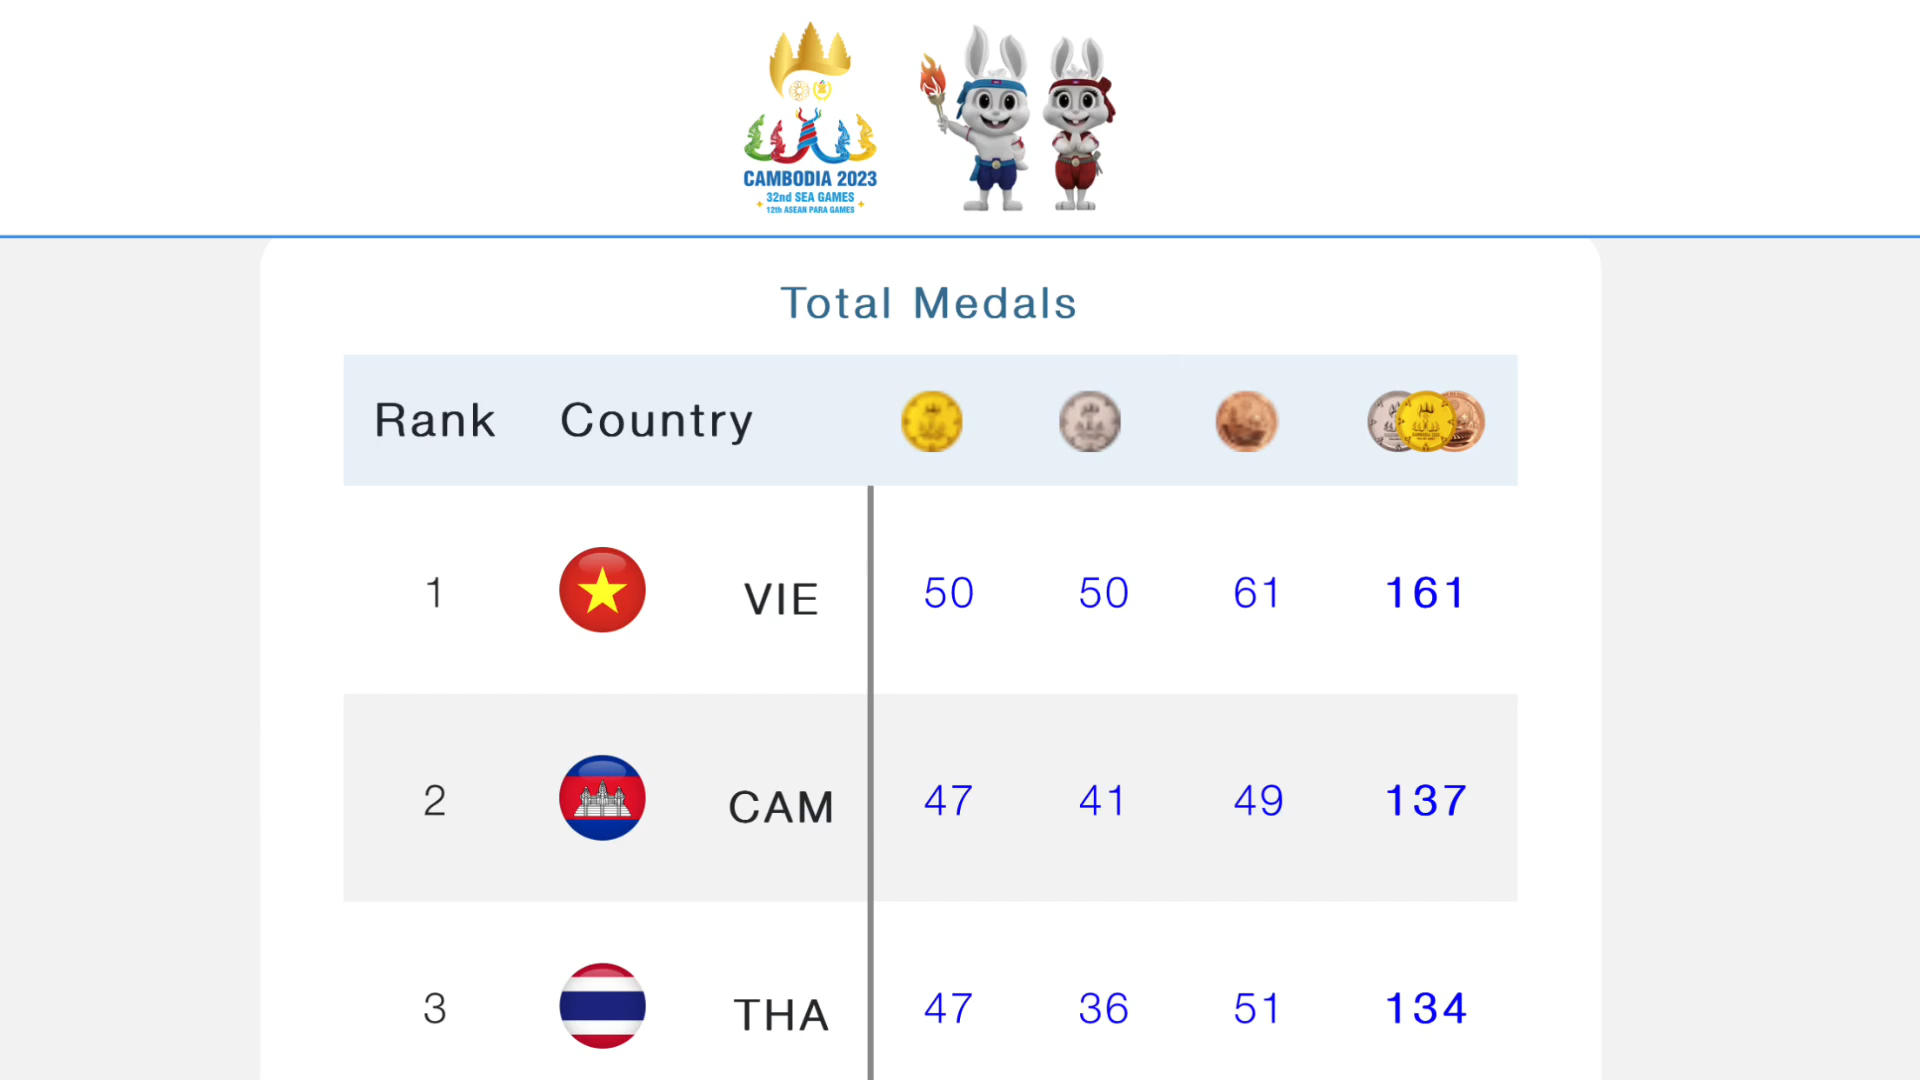 CAMBODIA 2023
32nd SEA GAMES
12th ASEAN PARA GAMES
Total Medals
Rank Country
1 VIE 50 50 61 161
2 CAM 47 41 49 137
3 THA 47 36 51 134